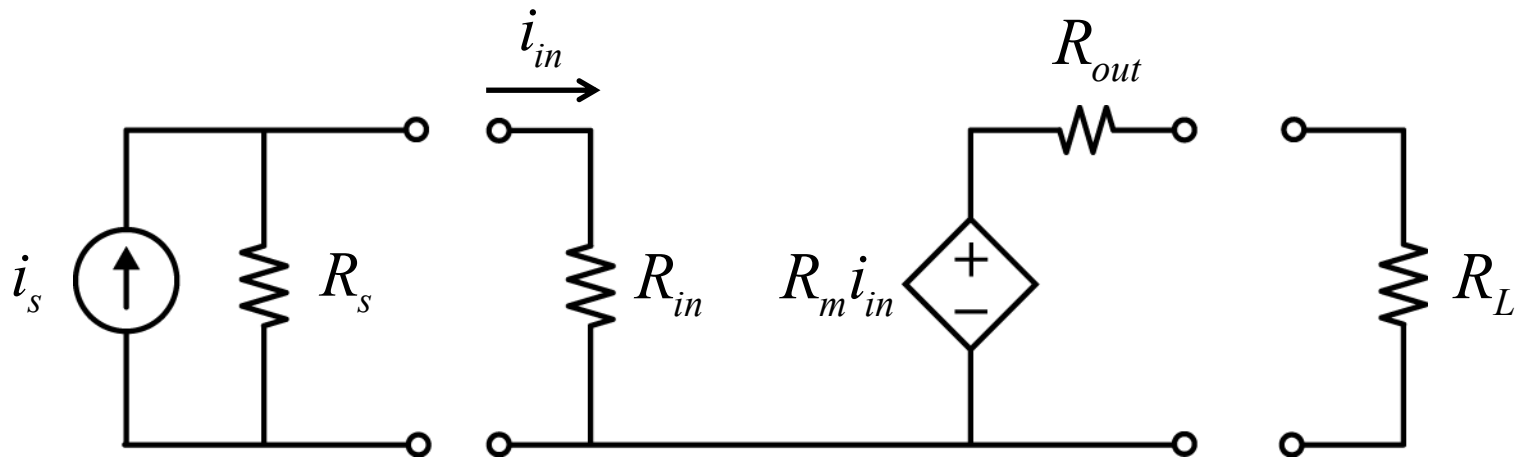 i_in
R_out
i_s
R_s
R_in
R_m i_in
+
−
R_L